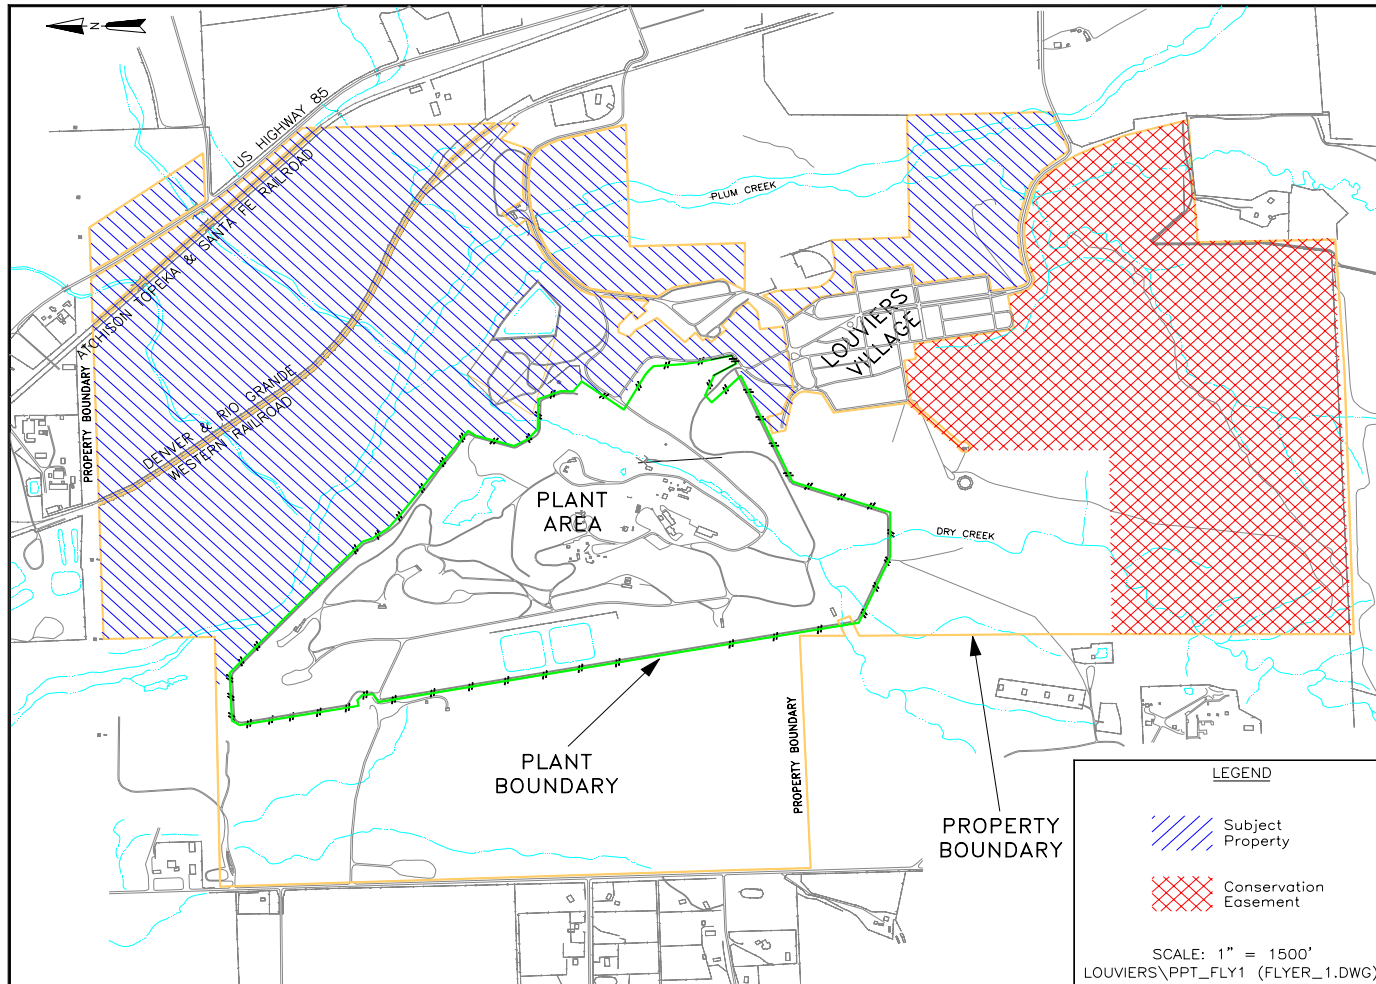 N
US HIGHWAY 85
ATCHISON TOPEKA & SANTA FE RAILROAD
PLUM CREEK
PROPERTY BOUNDARY
DENVER & RIO GRANDE
WESTERN RAILROAD
LOUVIERS
VILLAGE
PLANT
AREA
DRY CREEK
PLANT
BOUNDARY
PROPERTY BOUNDARY
PROPERTY
BOUNDARY
LEGEND
Subject
Property
Conservation
Easement
SCALE: 1" = 1500'
LOUVIERS\PPT_FLY1 (FLYER_1.DWG)